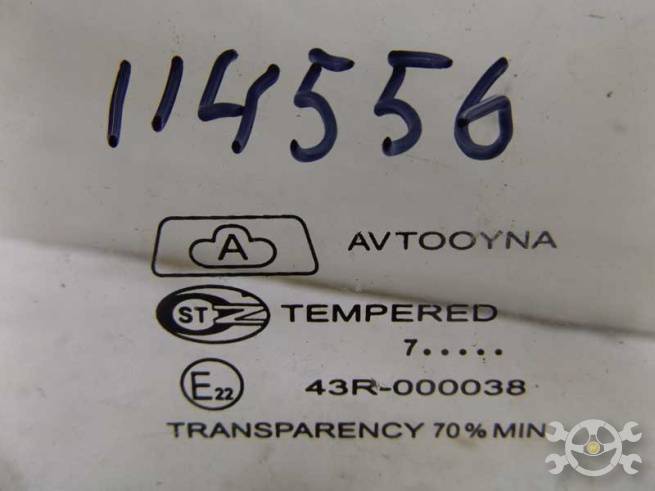 114556
A AVTOOYNA
ST TEMPERED
7.....
E22 43R-000038
TRANSPARENCY 70%MIN